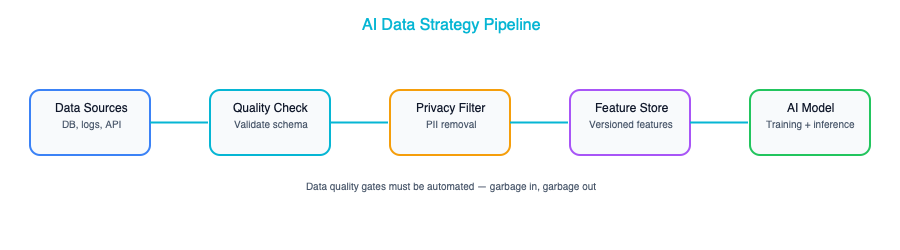 AI Data Strategy Pipeline
Data Sources
DB, logs, API
Quality Check
Validate schema
Privacy Filter
PII removal
Feature Store
Versioned features
AI Model
Training + inference
Data quality gates must be automated — garbage in, garbage out